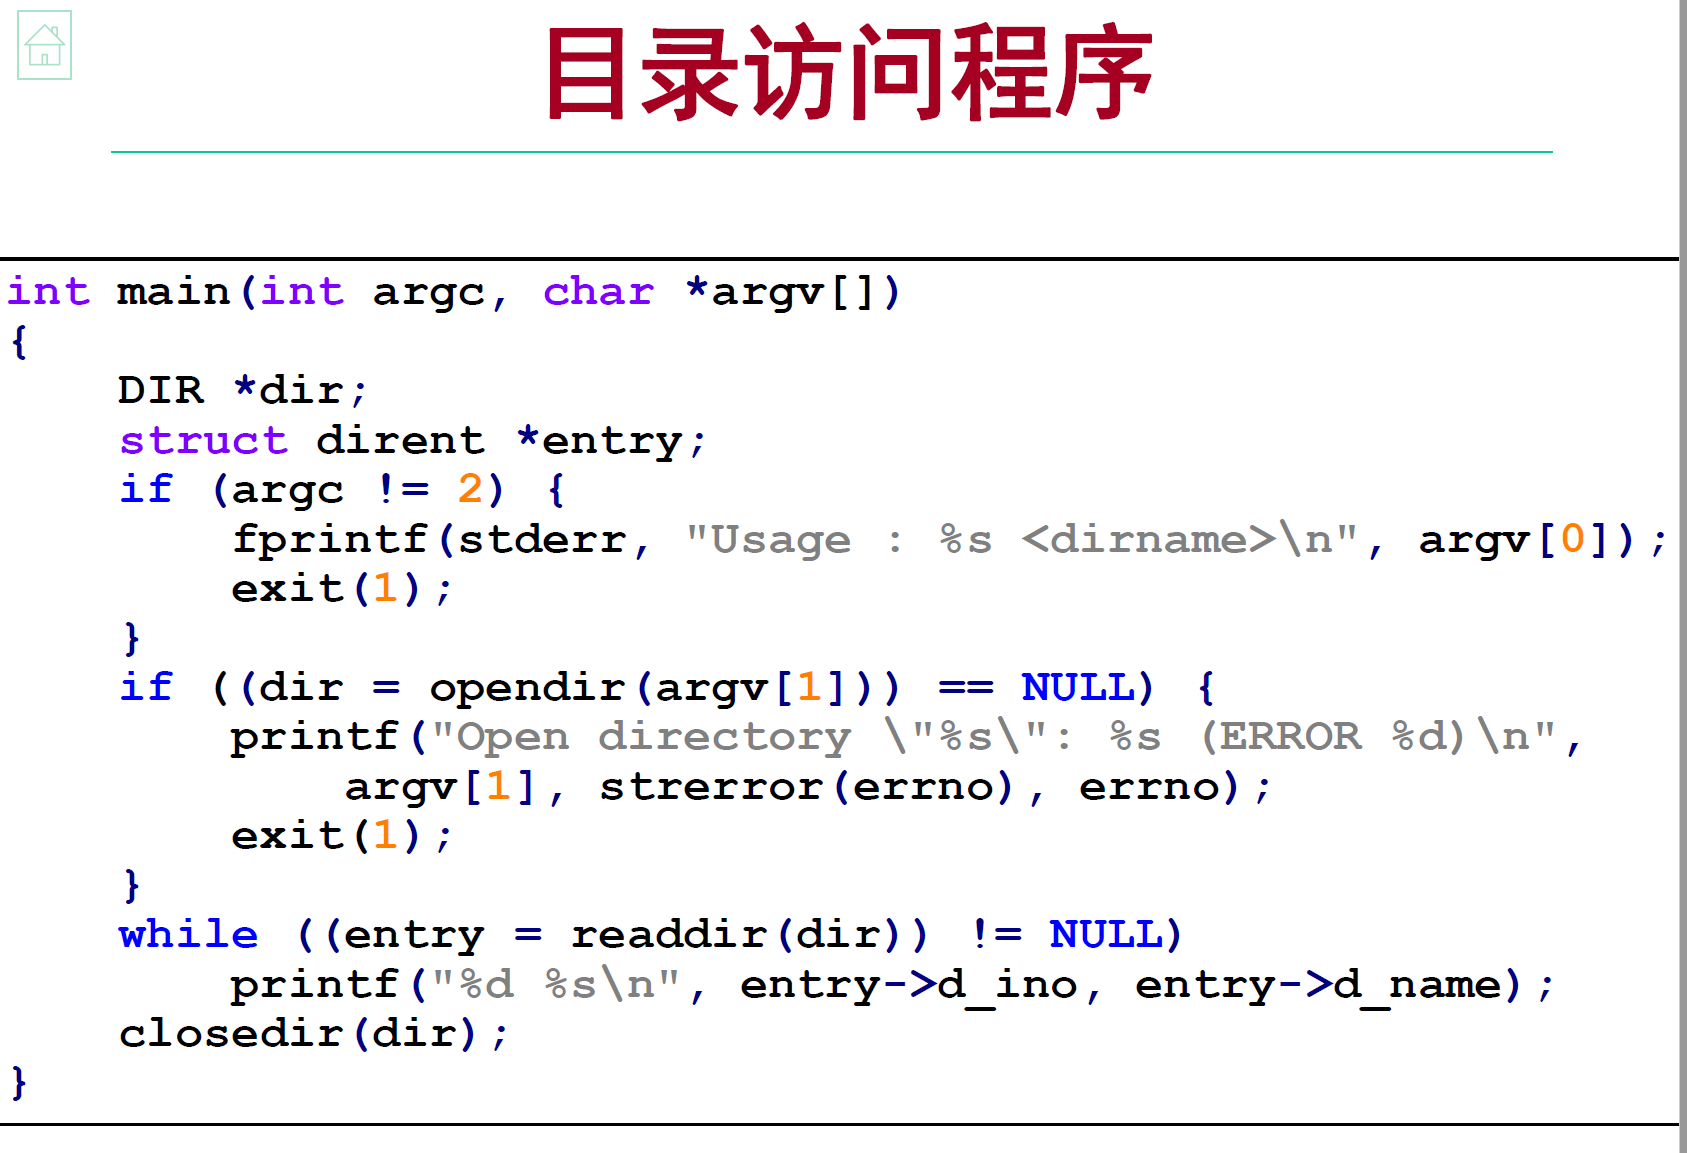 目录访问程序
int main(int argc, char *argv[])
{
    DIR *dir;
    struct dirent *entry;
    if (argc != 2) {
        fprintf(stderr, "Usage : %s <dirname>\n", argv[0]);
        exit(1);
    }
    if ((dir = opendir(argv[1])) == NULL) {
        printf("Open directory \"%s\": %s (ERROR %d)\n",
            argv[1], strerror(errno), errno);
        exit(1);
    }
    while ((entry = readdir(dir)) != NULL)
        printf("%d %s\n", entry->d_ino, entry->d_name);
    closedir(dir);
}